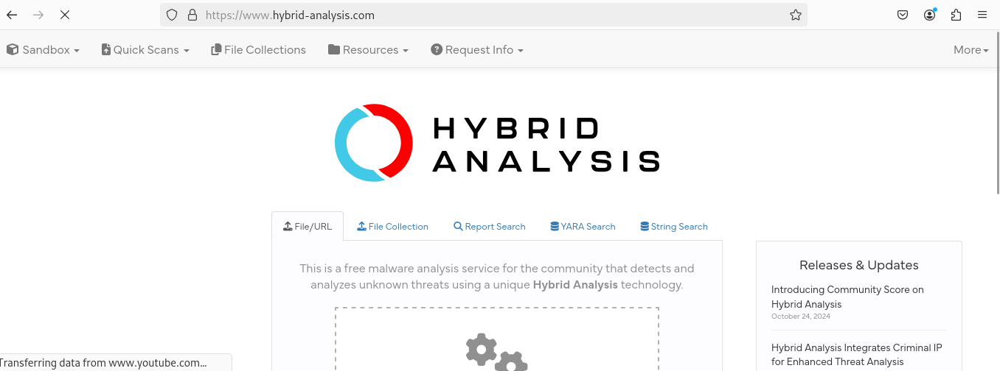 https://www.hybrid-analysis.com
Sandbox Quick Scans File Collections Resources Request Info More
HYBRID
ANALYSIS
File/URL File Collection Report Search YARA Search String Search
This is a free malware analysis service for the community that detects and
analyzes unknown threats using a unique Hybrid Analysis technology.
Releases & Updates
Introducing Community Score on
Hybrid Analysis
October 24, 2024
Hybrid Analysis Integrates Criminal IP
for Enhanced Threat Analysis
Transferring data from www.youtube.com...